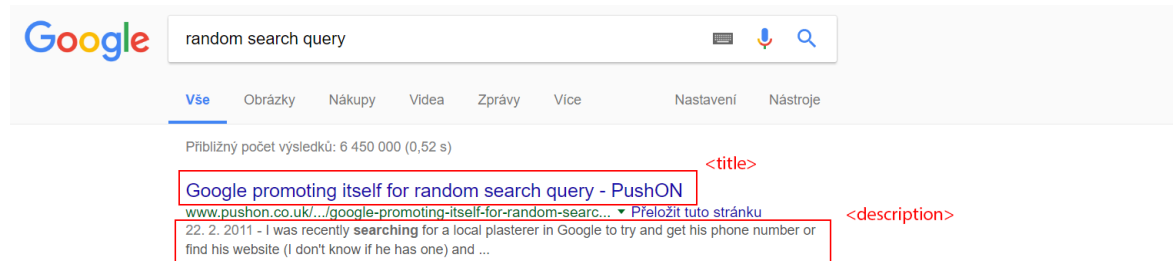 Google
random search query
Vše Obrázky Nákupy Videa Zprávy Více Nastavení Nástroje
Přibližný počet výsledků: 6 450 000 (0,52 s)
<title>
Google promoting itself for random search query - PushON
www.pushon.co.uk/.../google-promoting-itself-for-random-searc... ▼ Přeložit tuto stránku
<description>
22. 2. 2011 - I was recently searching for a local plasterer in Google to try and get his phone number or
find his website (I don't know if he has one) and ...